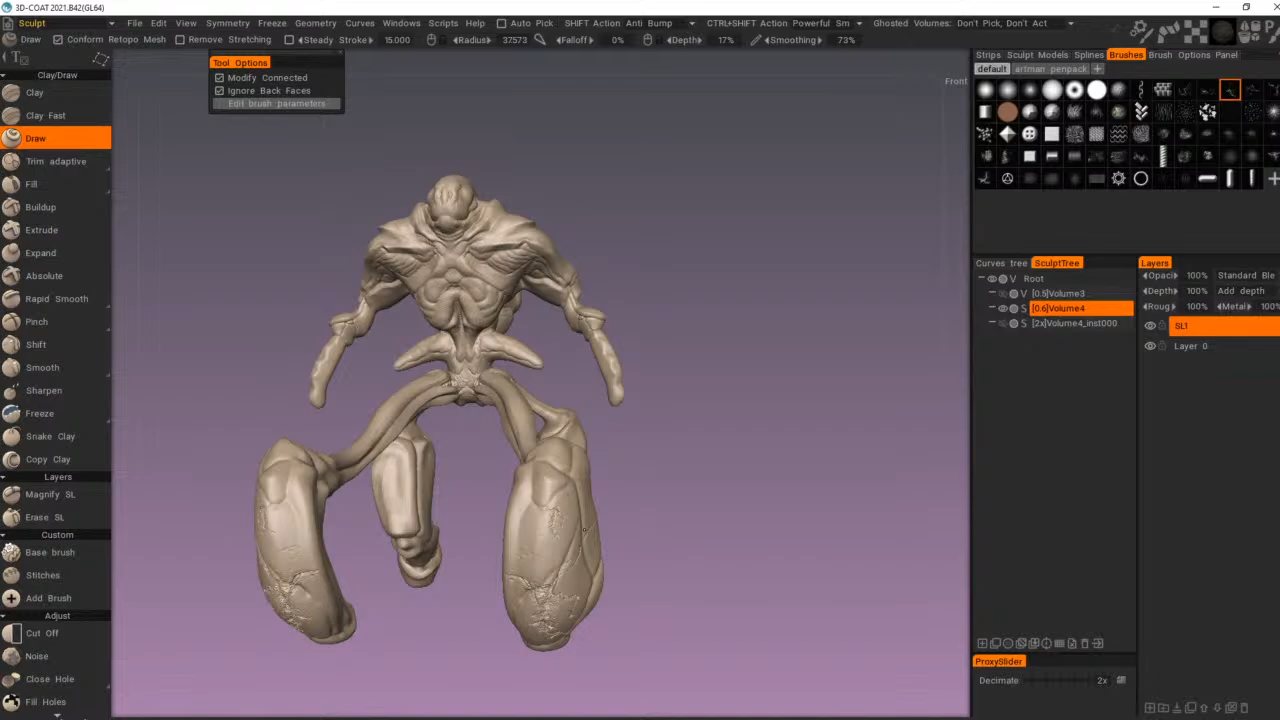 3D-COAT 2021.B42(GL64)
Sculpt File Edit View Symmetry Freeze Geometry Curves Windows Scripts Help Auto Pick SHIFT Action Anti Bump CTRL+SHIFT Action Powerful Sm Ghosted Volumes: Don't Pick, Don't Act
Draw Conform Retopo Mesh Remove Stretching Steady Stroke 15.000 Radius 37.573 Falloff 0% Depth 17% Smoothing 73%
Tool Options
Modify Connected
Ignore Back Faces
Edit brush parameters
Front
Clay/Draw
Clay
Clay Fast
Draw
Trim adaptive
Fill
Buildup
Extrude
Expand
Absolute
Rapid Smooth
Pinch
Shift
Smooth
Sharpen
Freeze
Snake Clay
Copy Clay
Layers
Magnify SL
Erase SL
Custom
Base brush
Stitches
Add Brush
Adjust
Cut Off
Noise
Close Hole
Fill Holes
Strips Sculpt Models Splines Brushes Brush Options Panel
default artman penpack +
Curves tree SculptTree
V Root
V [0.5]Volume3
S [0.6]Volume4
S [2x]Volume4_inst000
Layers
Opaci 100% Standard Ble
Depth 100% Add depth
Roug 100% Metal 100%
SL1
Layer 0
ProxySlider
Decimate 2x